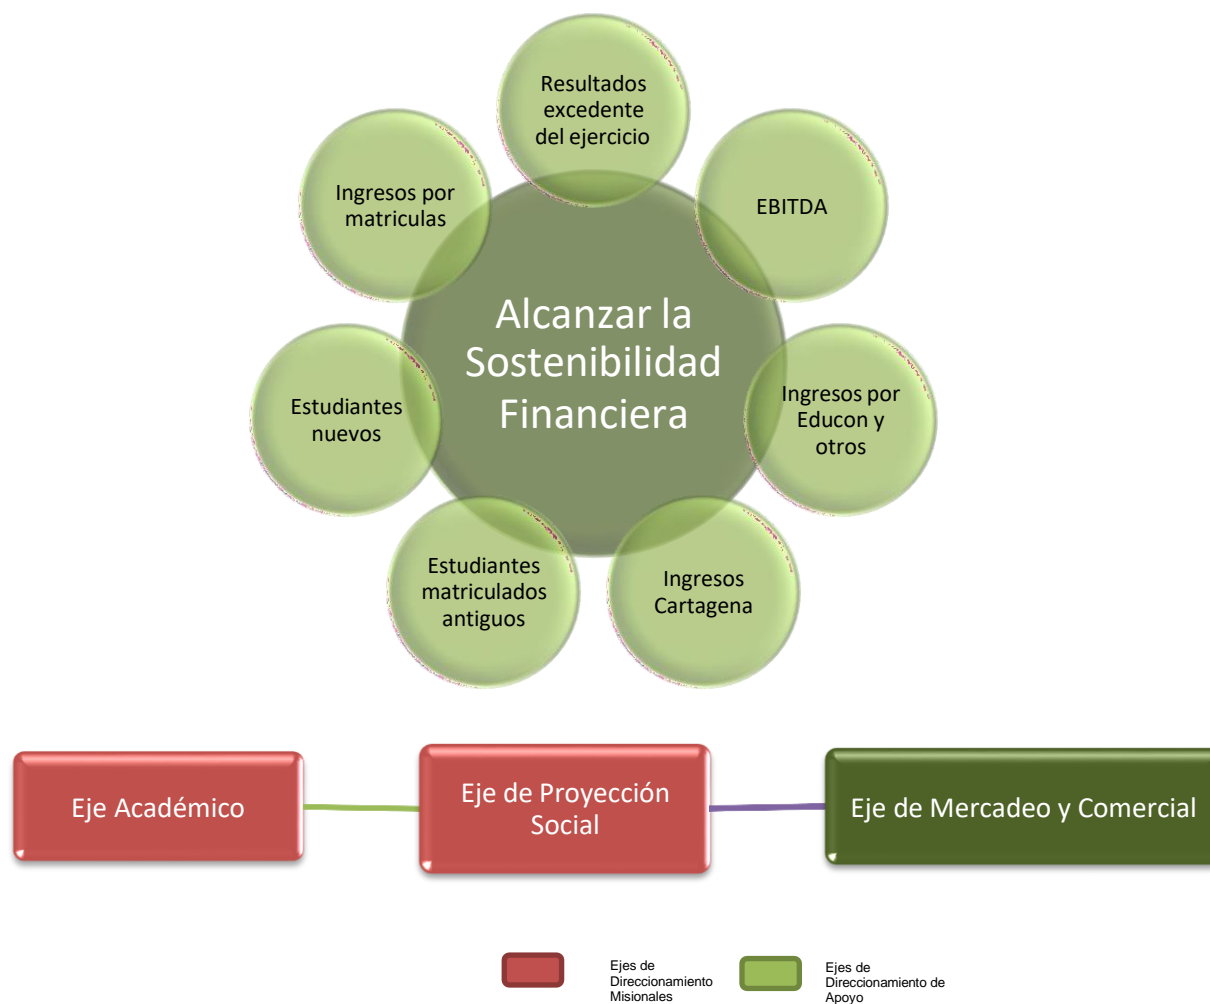 Resultados
excedente
del ejercicio
EBITDA
Ingresos por
Educon y
otros
Ingresos
Cartagena
Estudiantes
matriculados
antiguos
Estudiantes
nuevos
Ingresos por
matriculas
Alcanzar la
Sostenibilidad
Financiera
Eje Académico
Eje de Proyección
Social
Eje de Mercadeo y Comercial
Ejes de
Direccionamiento
Misionales
Ejes de
Direccionamiento de
Apoyo